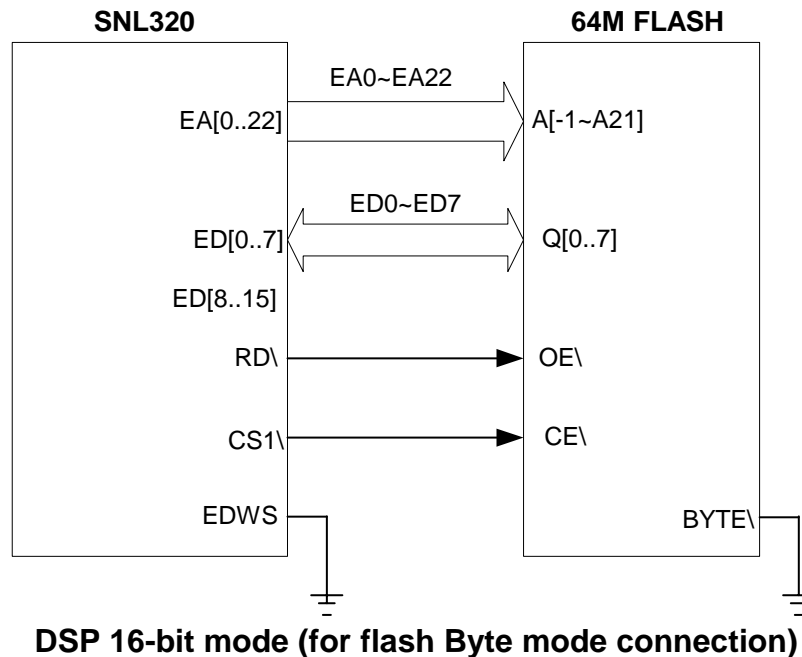 SNL320 64M FLASH
EA0~EA22
EA[0..22] A[-1~A21]
ED0~ED7
ED[0..7] Q[0..7]
ED[8..15]
RD\ OE\
CS1\ CE\
EDWS BYTE\
DSP 16-bit mode (for flash Byte mode connection)